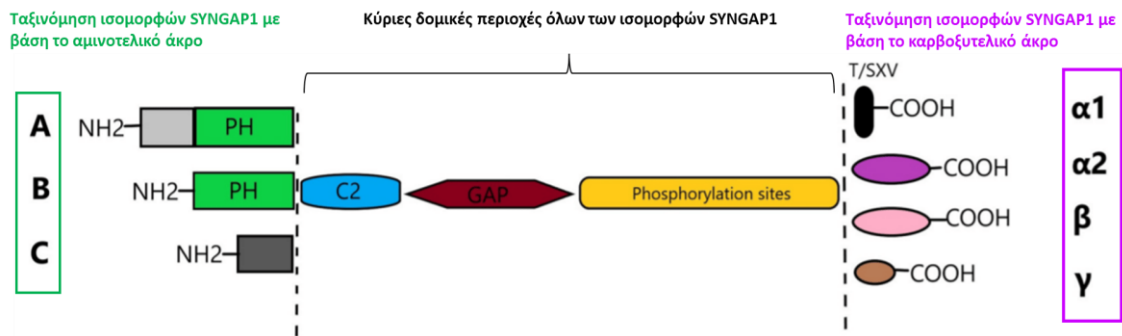 Ταξινόμηση ισομορφών SYNGAP1 με
βάση το αμινοτελικό άκρο
Κύριες δομικές περιοχές όλων των ισομορφών SYNGAP1
Ταξινόμηση ισομορφών SYNGAP1 με
βάση το καρβοξυτελικό άκρο
T/SXV
A
NH2
PH
COOH
α1
B
NH2
PH
C2
GAP
Phosphorylation sites
COOH
α2
COOH
β
C
NH2
COOH
γ